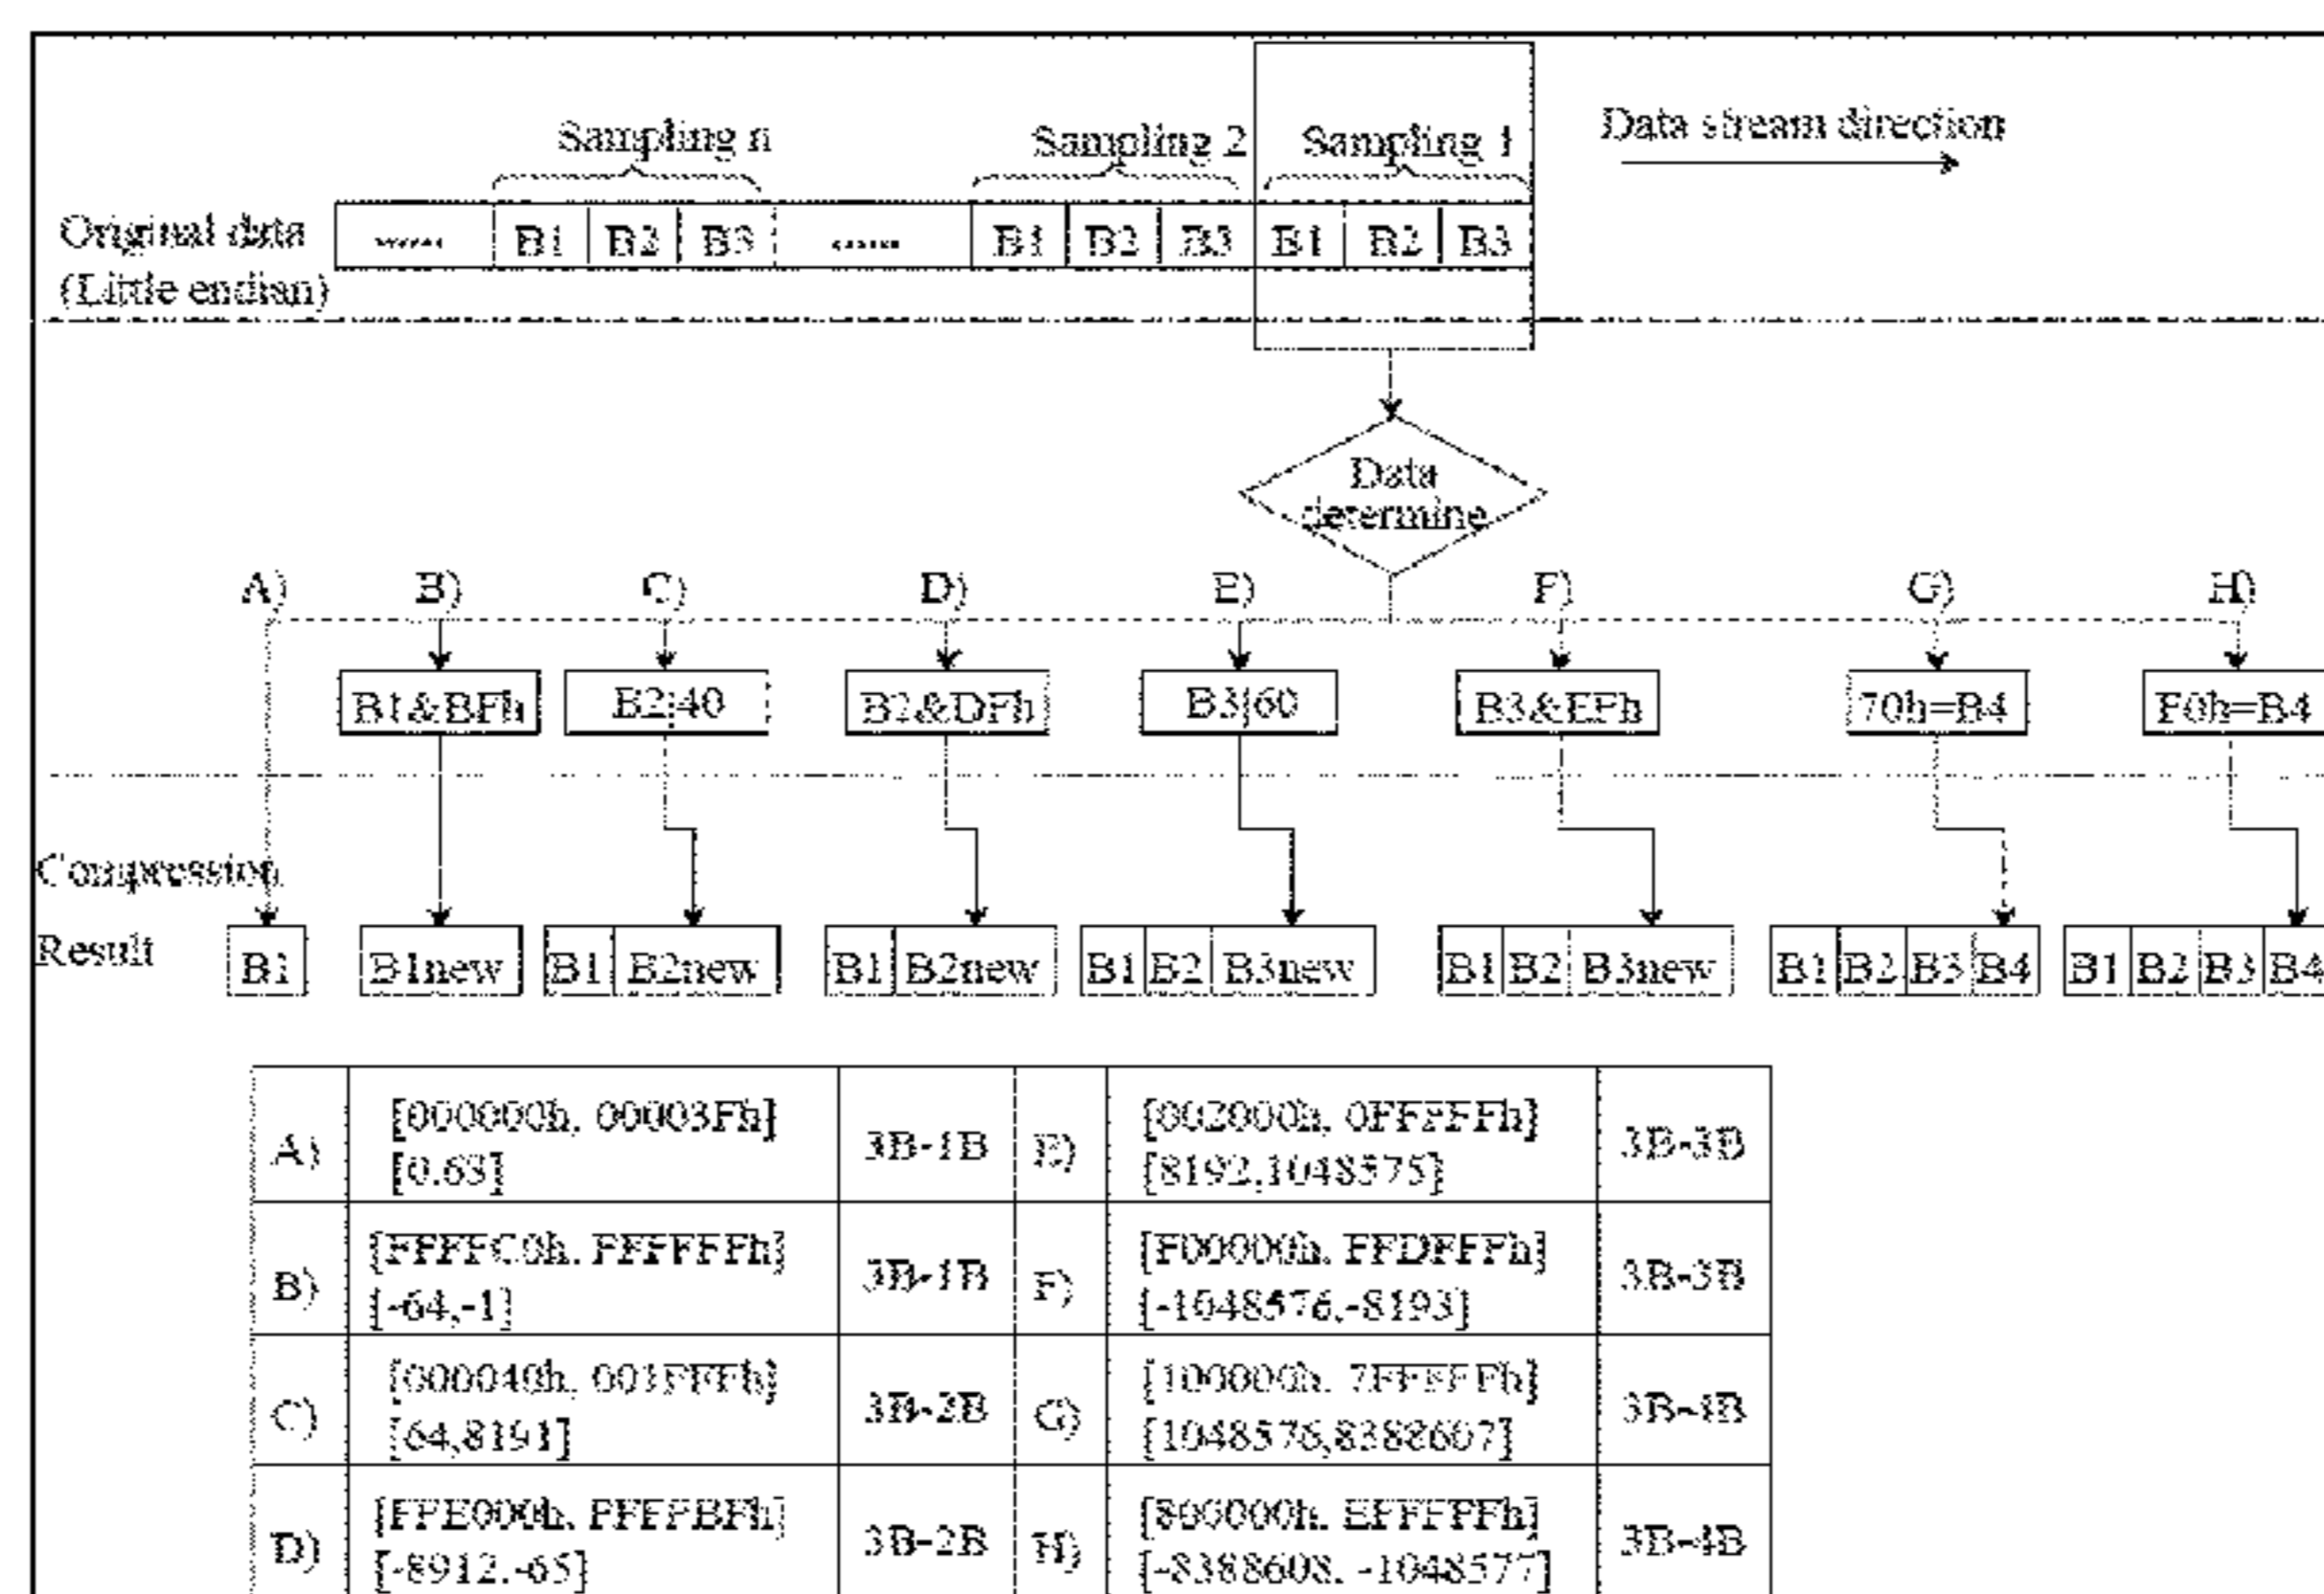 Sampling n Sampling 2 Sampling 1 Data stream direction
Original data ...... B1 B2 B3 ...... B1 B2 B3 B1 B2 B3
(Little endian)
Data
determine
A) B) C) D) E) F) G) H)
B1&BFh B2|40 B2&DFh B3|60 B3&EFh 70h=B4 F0h=B4
Compression
Result B1 B1new B1 B2new B1 B2new B1 B2 B3new B1 B2 B3new B1 B2 B3 B4 B1 B2 B3 B4
A) [000000h, 00003Fh] 3B-1B E) [002000h, 0FFFFFh] 3B-3B
[0,63] [8192,1048575]
B) [FFFFC0h, FFFFFFh] 3B-1B F) [F00000h, FFDFFFh] 3B-3B
[-64,-1] [-1048576,-8193]
C) [000040h, 001FFFh] 3B-2B G) [100000h, 7FFFFFh] 3B-4B
[64,8191] [1048576,8388607]
D) [FFE000h, FFFFBFh] 3B-2B H) [800000h, EFFFFFh] 3B-4B
[-8912,-65] [-8388608, -1048577]